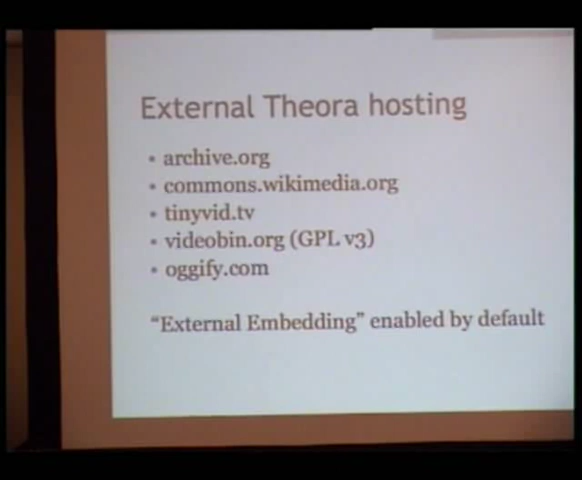 External Theora hosting
• archive.org
• commons.wikimedia.org
• tinyvid.tv
• videobin.org (GPL v3)
• oggify.com
“External Embedding” enabled by default